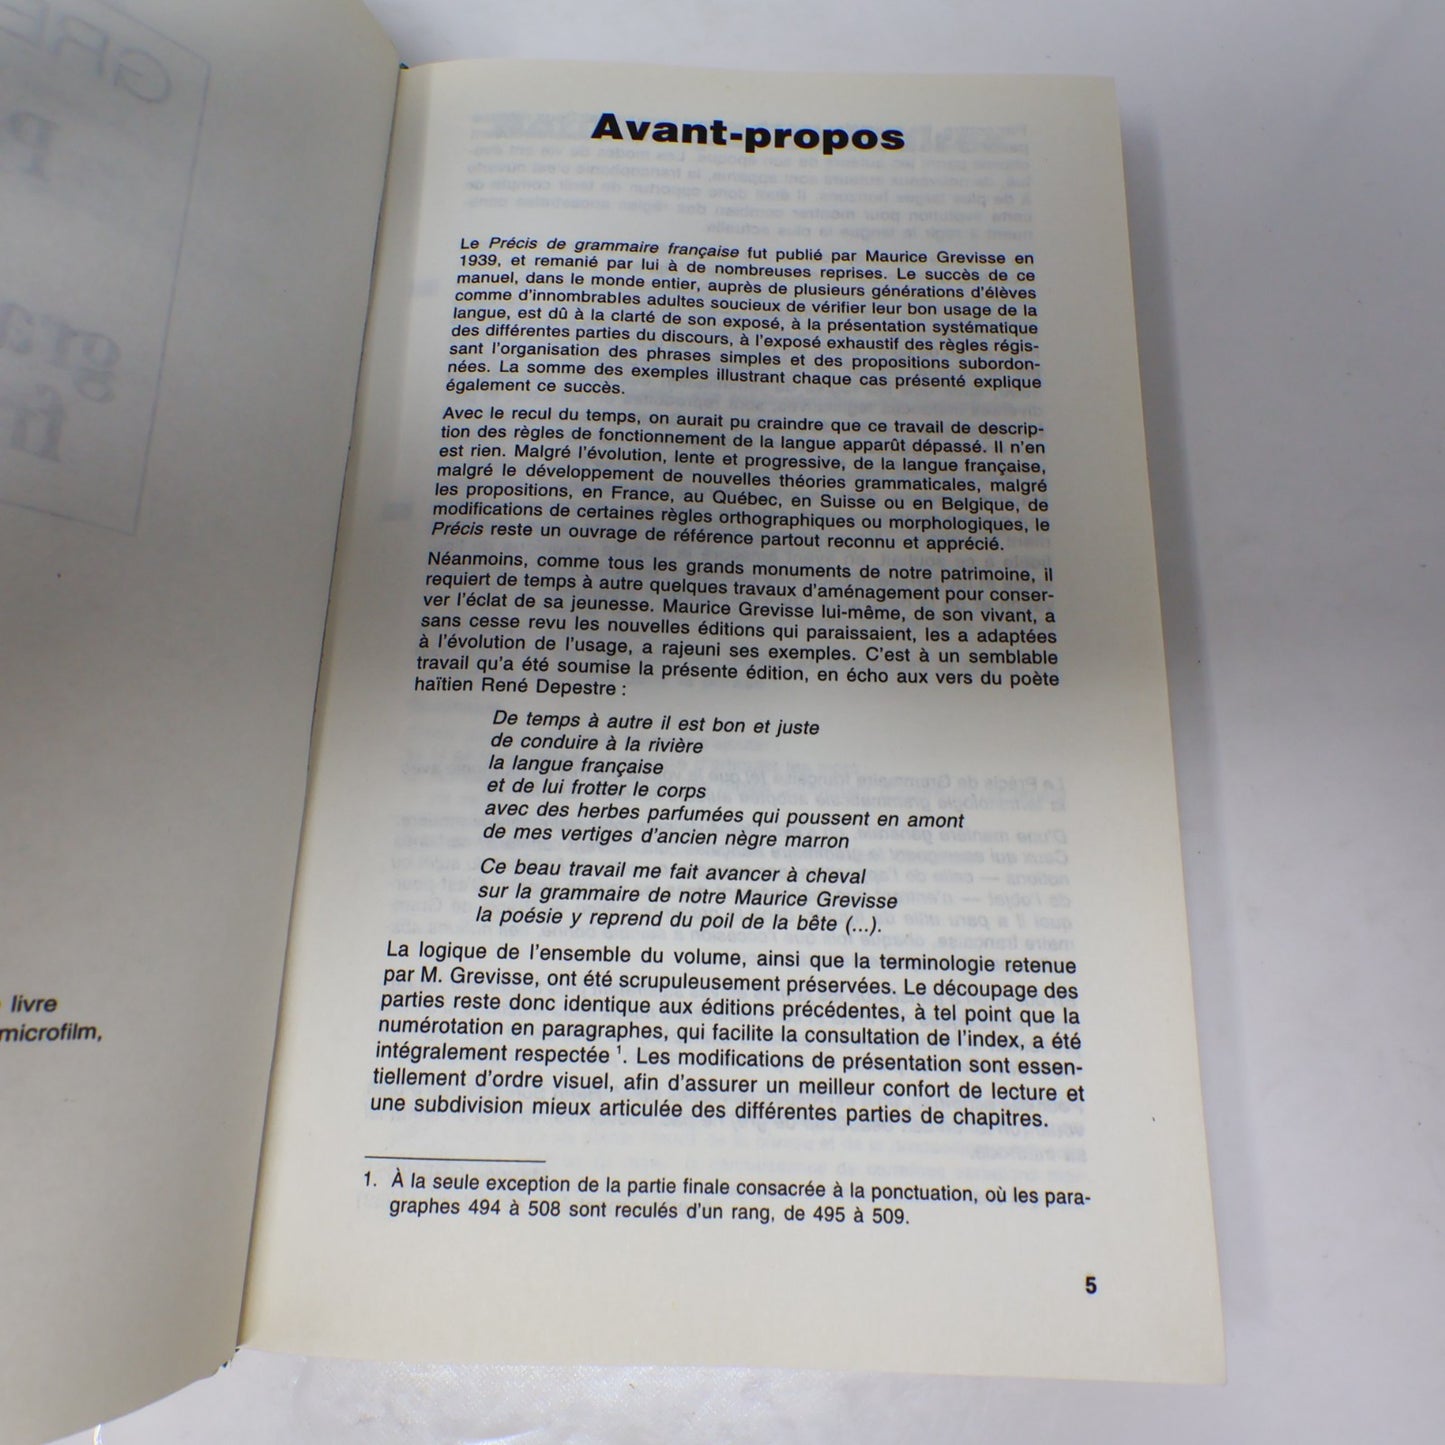 livre
microfilm,
Avant-propos
Le Précis de grammaire française fut publié par Maurice Grevisse en
1939, et remanié par lui à de nombreuses reprises. Le succès de ce
manuel, dans le monde entier, auprès de plusieurs générations d'élèves
comme d'innombrables adultes soucieux de vérifier leur bon usage de la
langue, est dû à la clarté de son exposé, à la présentation systématique
des différentes parties du discours, à l'exposé exhaustif des règles régis-
sant l'organisation des phrases simples et des propositions subordon-
nées. La somme des exemples illustrant chaque cas présenté explique
également ce succès.
Avec le recul du temps, on aurait pu craindre que ce travail de descrip-
tion des règles de fonctionnement de la langue apparût dépassé. Il n'en
est rien. Malgré l'évolution, lente et progressive, de la langue française,
malgré le développement de nouvelles théories grammaticales, malgré
les propositions, en France, au Québec, en Suisse ou en Belgique, de
modifications de certaines règles orthographiques ou morphologiques, le
Précis reste un ouvrage de référence partout reconnu et apprécié.
Néanmoins, comme tous les grands monuments de notre patrimoine, il
requiert de temps à autre quelques travaux d'aménagement pour conser-
ver l'éclat de sa jeunesse. Maurice Grevisse lui-même, de son vivant, a
sans cesse revu les nouvelles éditions qui paraissaient, les a adaptées
à l'évolution de l'usage, a rajeuni ses exemples. C'est à un semblable
travail qu'a été soumise la présente édition, en écho aux vers du poète
haïtien René Depestre :
De temps à autre il est bon et juste
de conduire à la rivière
la langue française
et de lui frotter le corps
avec des herbes parfumées qui poussent en amont
de mes vertiges d'ancien nègre marron
Ce beau travail me fait avancer à cheval
sur la grammaire de notre Maurice Grevisse
la poésie y reprend du poil de la bête (...).
La logique de l'ensemble du volume, ainsi que la terminologie retenue
par M. Grevisse, ont été scrupuleusement préservées. Le découpage des
parties reste donc identique aux éditions précédentes, à tel point que la
numérotation en paragraphes, qui facilite la consultation de l'index, a été
intégralement respectée ¹. Les modifications de présentation sont essen-
tiellement d'ordre visuel, afin d'assurer un meilleur confort de lecture et
une subdivision mieux articulée des différentes parties de chapitres.
1. À la seule exception de la partie finale consacrée à la ponctuation, où les para-
graphes 494 à 508 sont reculés d'un rang, de 495 à 509.
5